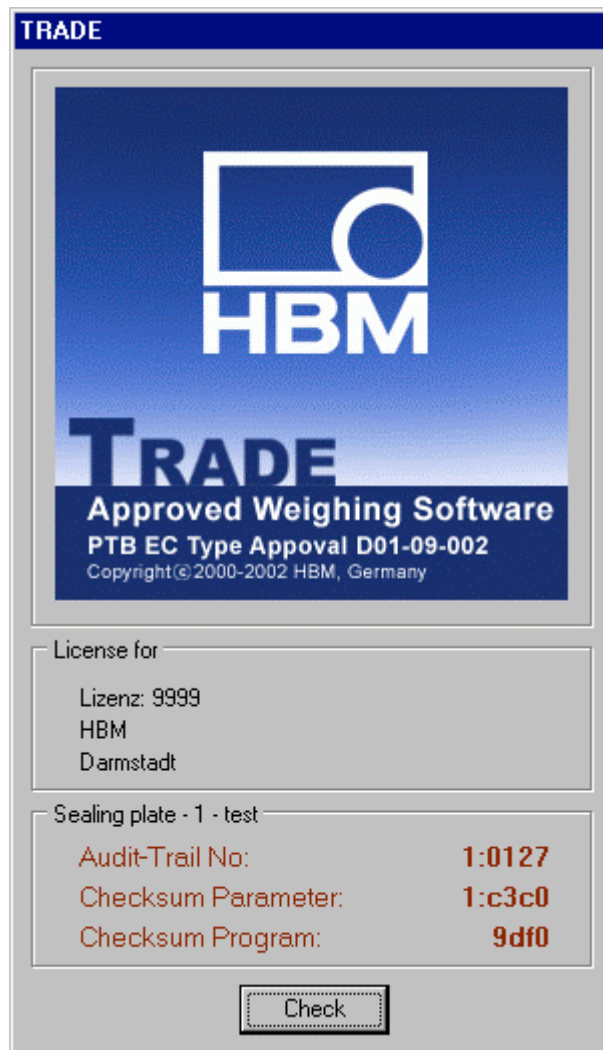 TRADE
HBM
TRADE
Approved Weighing Software
PTB EC Type Appoval D01-09-002
Copyright©2000-2002 HBM, Germany
License for
Lizenz: 9999
HBM
Darmstadt
Sealing plate - 1 - test
Audit-Trail No: 1:0127
Checksum Parameter: 1:c3c0
Checksum Program: 9df0
Check